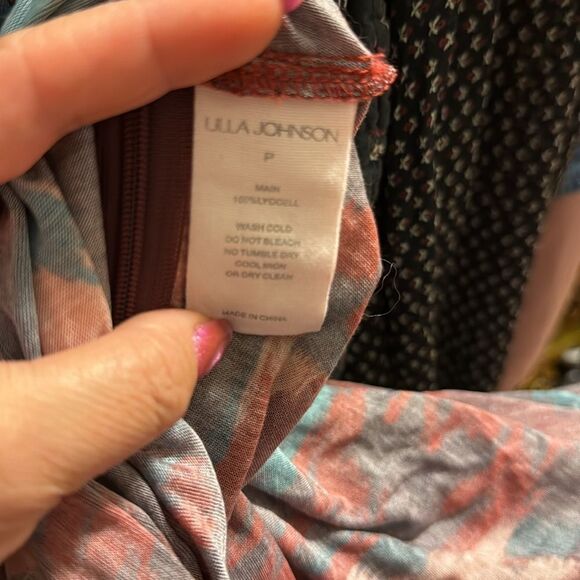 ULLA JOHNSON
P
MAIN
100%LYOCELL
WASH COLD
DO NOT BLEACH
NO TUMBLE DRY
COOL IRON
OR DRY CLEAN
MADE IN CHINA